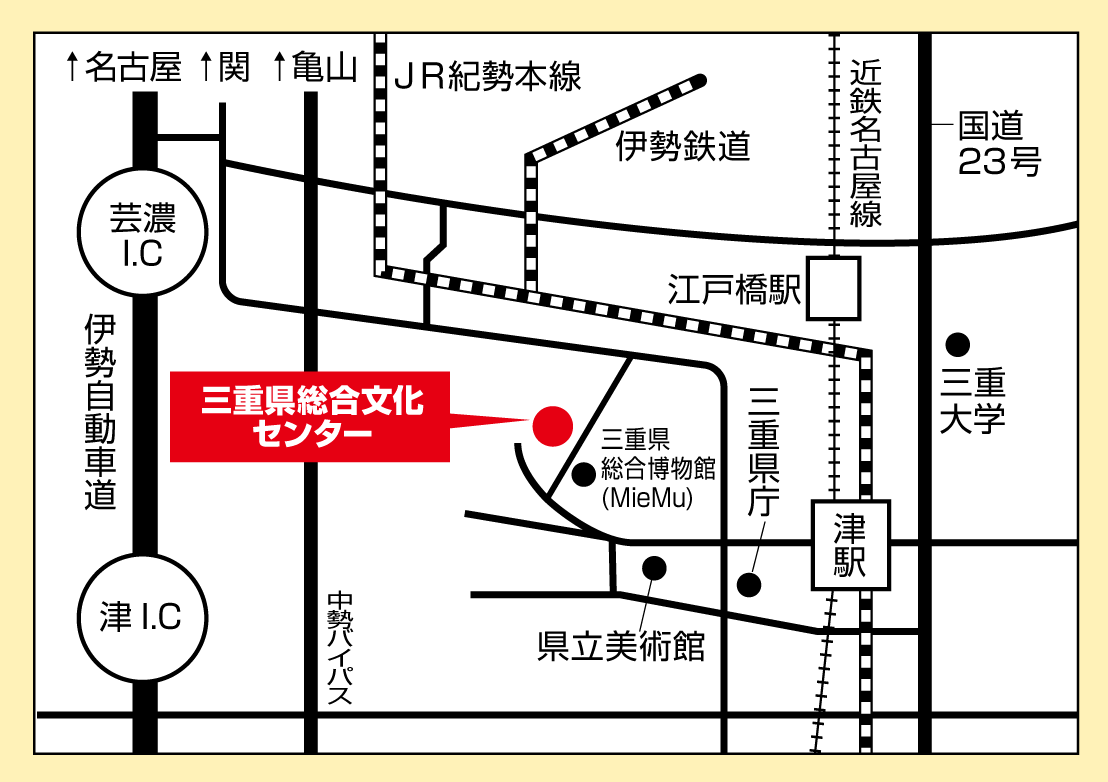 ↑名古屋
↑関
↑亀山
JR紀勢本線
伊勢鉄道
近鉄名古屋線
国道
23号
芸濃
I.C
江戸橋駅
伊勢自動車道
三重
大学
三重県総合文化
センター
三重県
総合博物館
(MieMu)
三重県庁
津
駅
津I.C
中勢バイパス
県立美術館